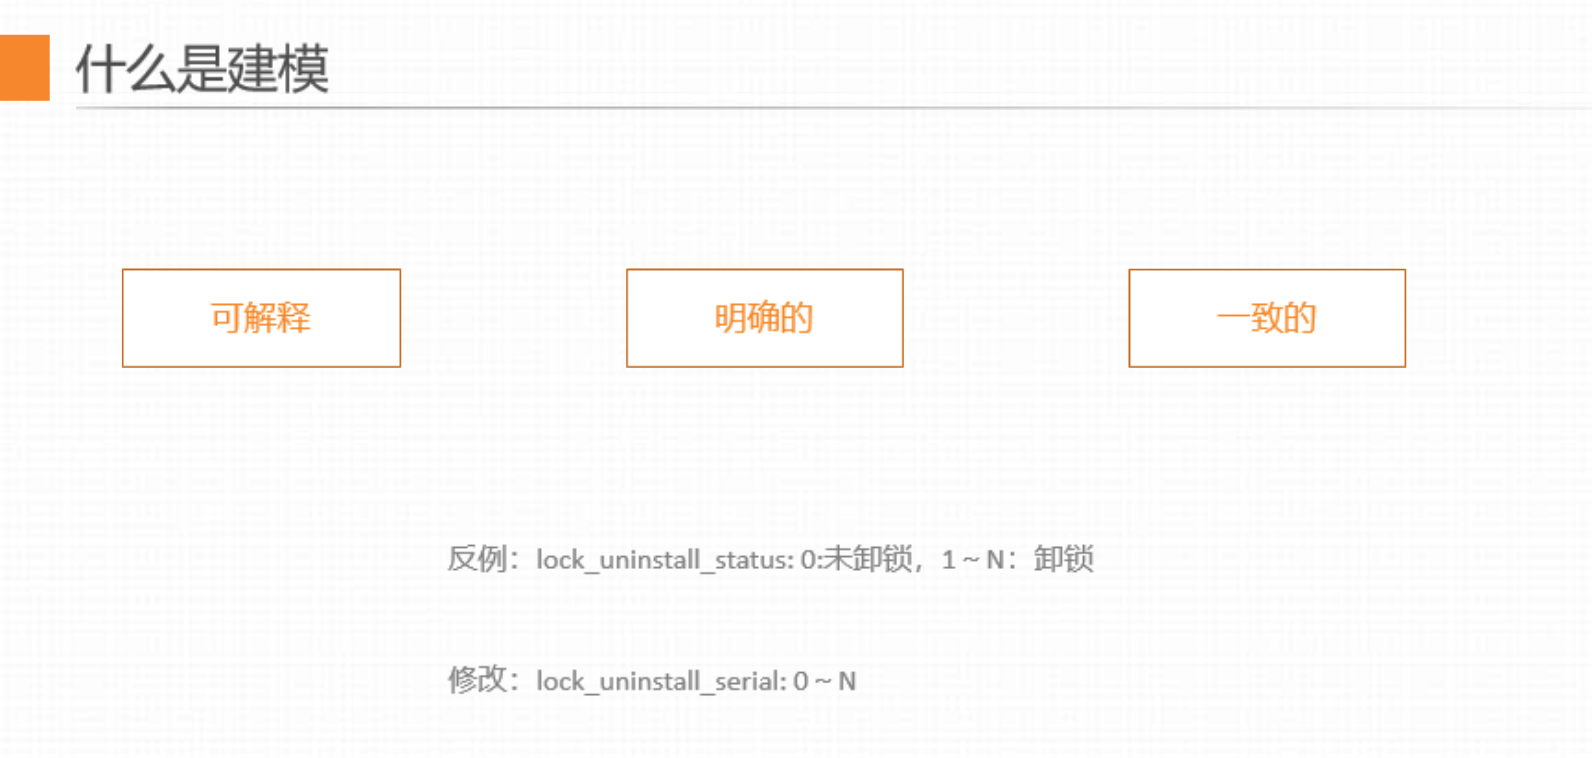 什么是建模
可解释
明确的
一致的
反例：lock_uninstall_status: 0:未卸锁，1 ~ N：卸锁
修改：lock_uninstall_serial: 0 ~ N